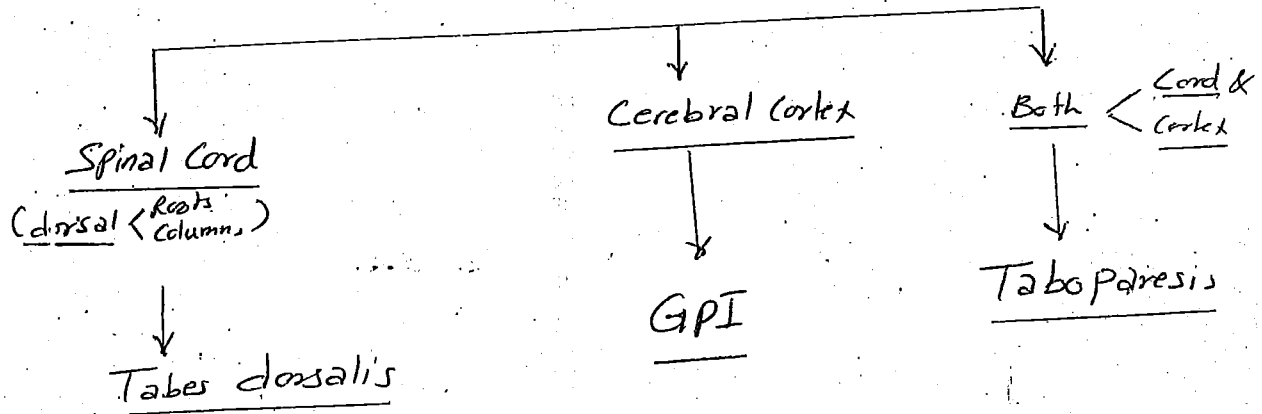 Spinal Cord
(dorsal < Roots
Columns)
Tabes dorsalis
Cerebral Cortex
GPI
Both < Cord &
Cortex
Taboparesis